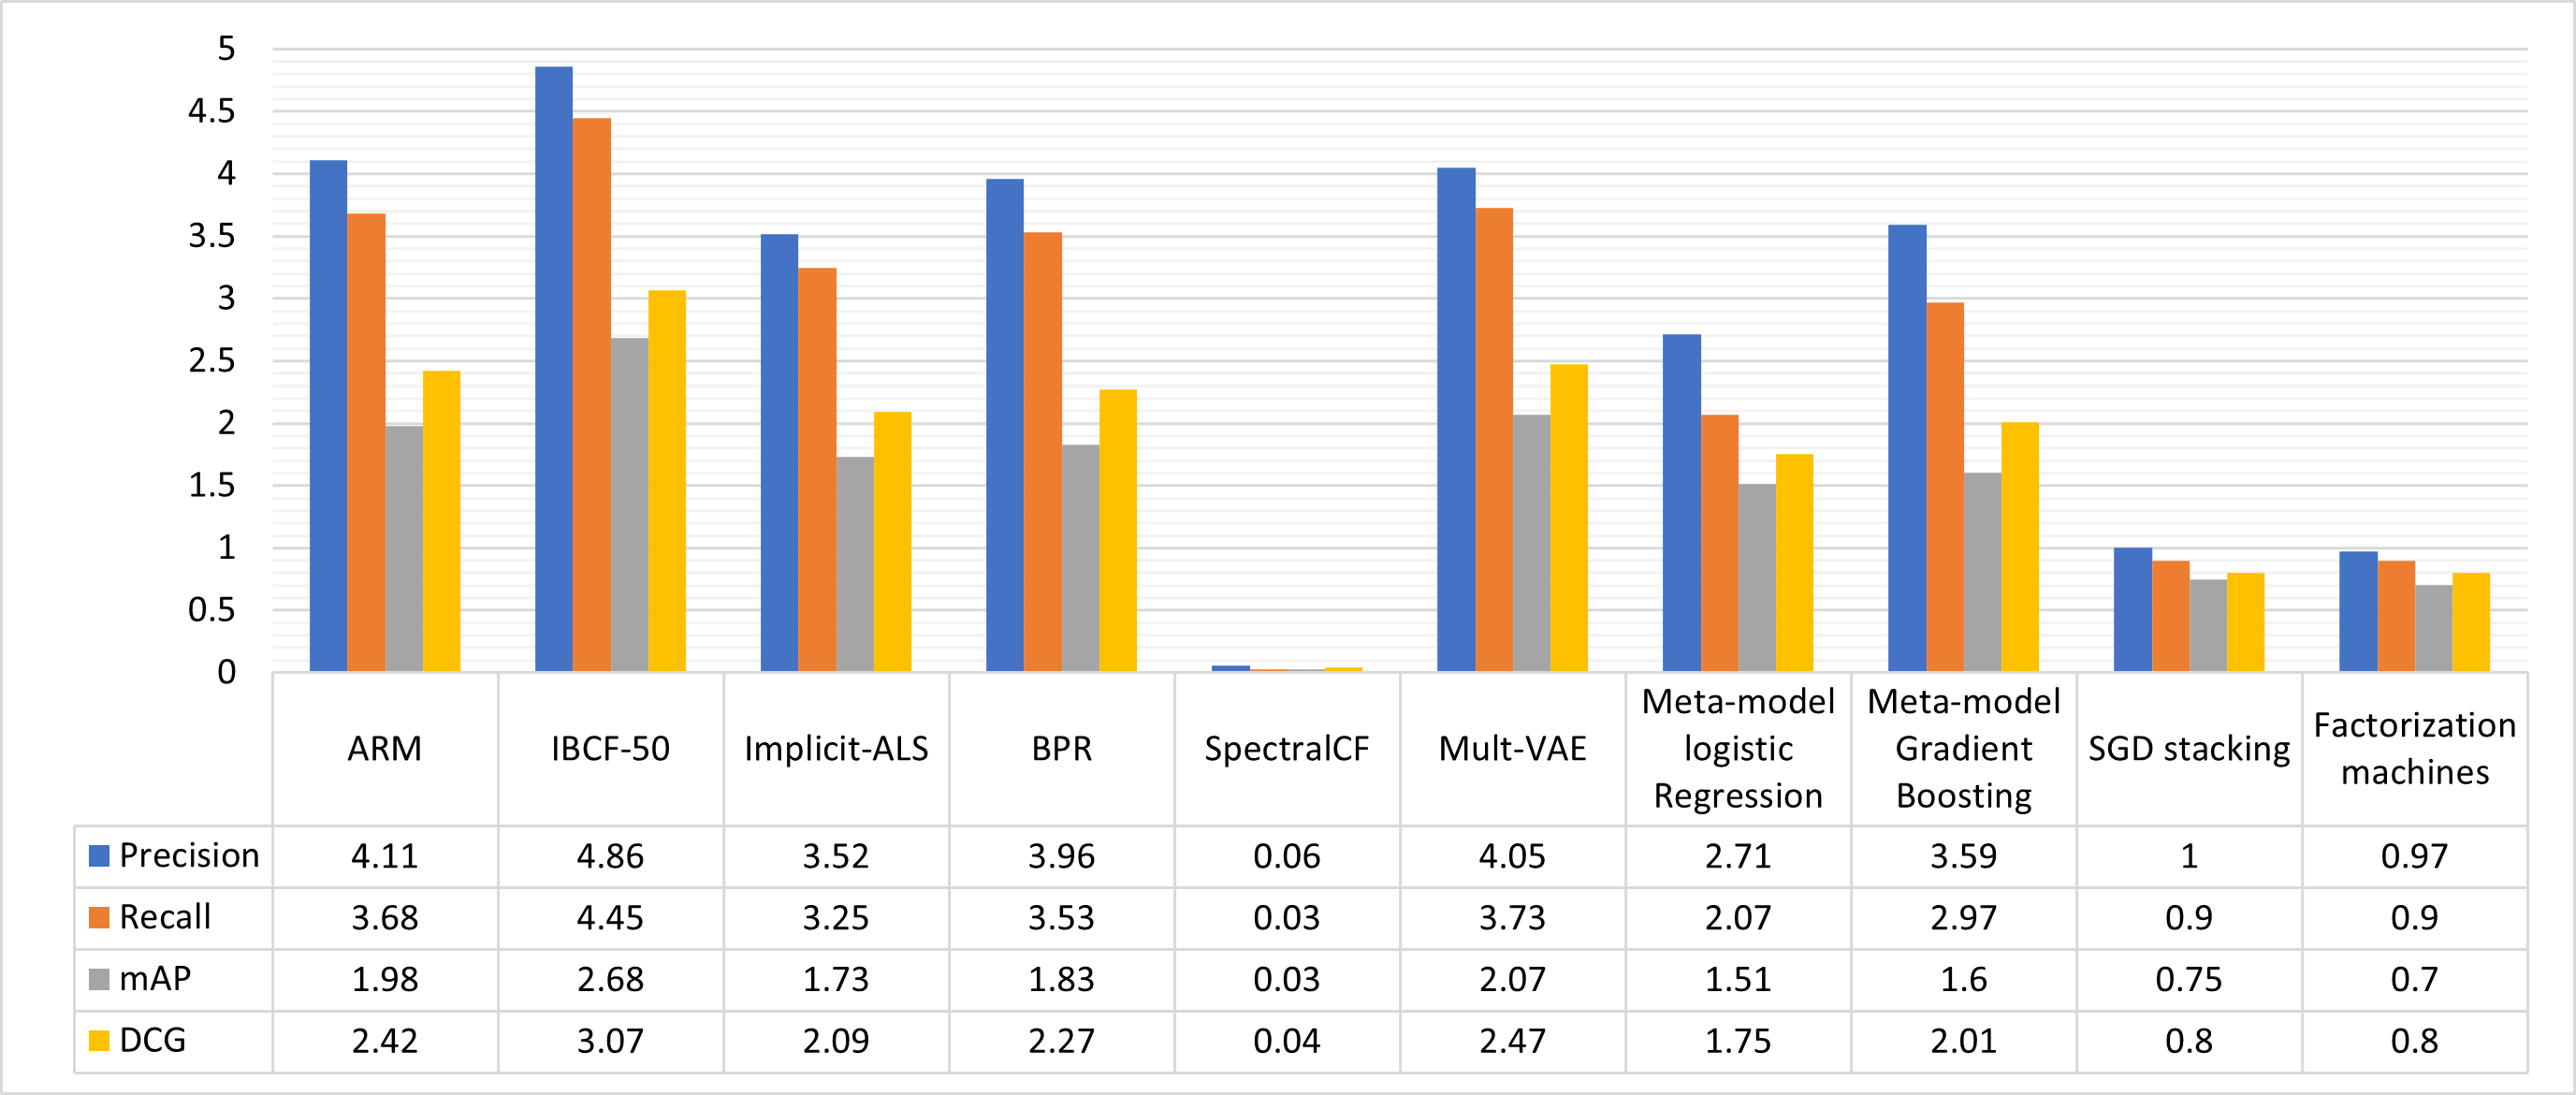 5
4.5
4
3.5
3
2.5
2
1.5
1
0.5
0
ARM IBCF-50 Implicit-ALS BPR SpectralCF Mult-VAE Meta-model logistic Regression Meta-model Gradient Boosting SGD stacking Factorization machines
Precision 4.11 4.86 3.52 3.96 0.06 4.05 2.71 3.59 1 0.97
Recall 3.68 4.45 3.25 3.53 0.03 3.73 2.07 2.97 0.9 0.9
mAP 1.98 2.68 1.73 1.83 0.03 2.07 1.51 1.6 0.75 0.7
DCG 2.42 3.07 2.09 2.27 0.04 2.47 1.75 2.01 0.8 0.8